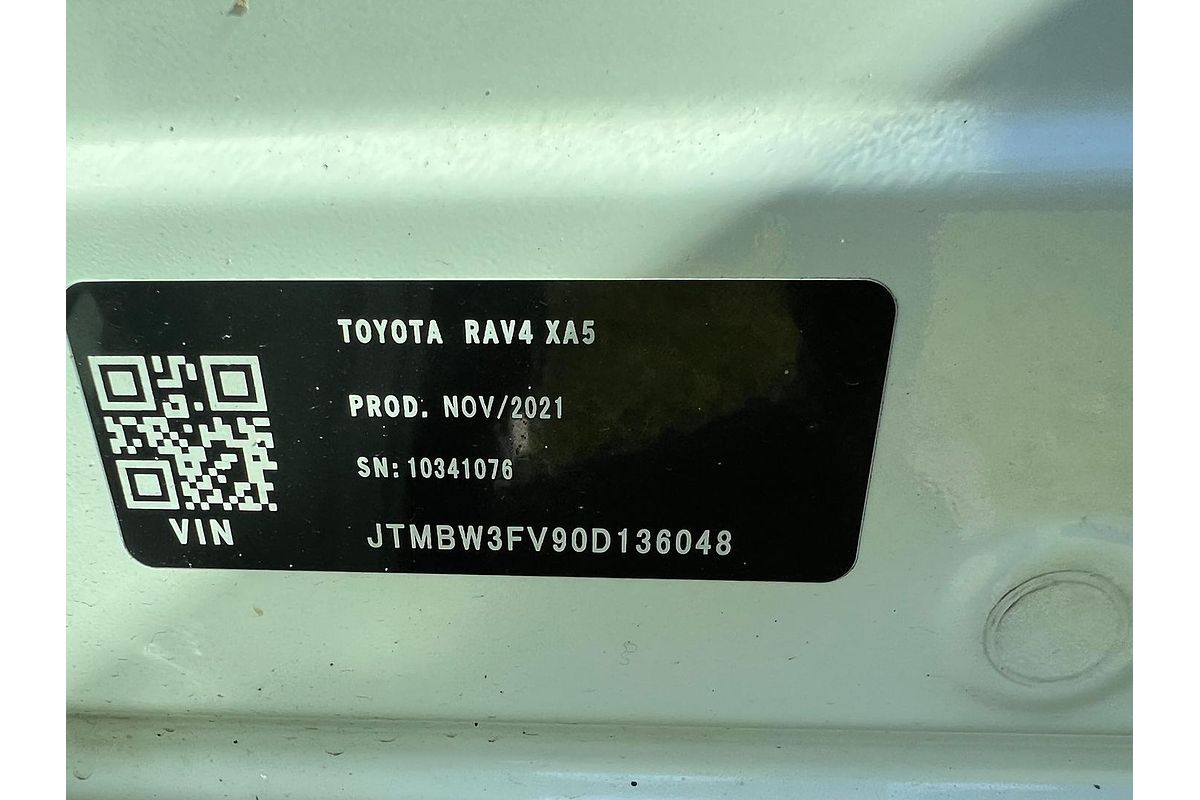 TOYOTA RAV4 XA5
PROD. NOV/2021
SN: 10341076
VIN
JTMBW3FV90D136048